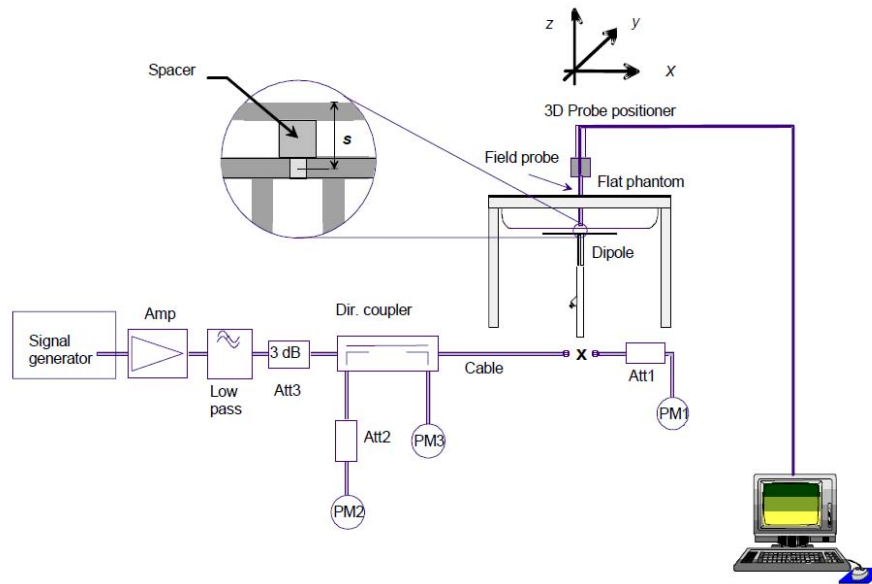 z
y
x
Spacer
s
3D Probe positioner
Field probe
Flat phantom
Dipole
Amp
Dir. coupler
Signal
generator
3 dB
Low
pass
Att3
Cable
X
Att1
Att2
PM3
PM1
PM2